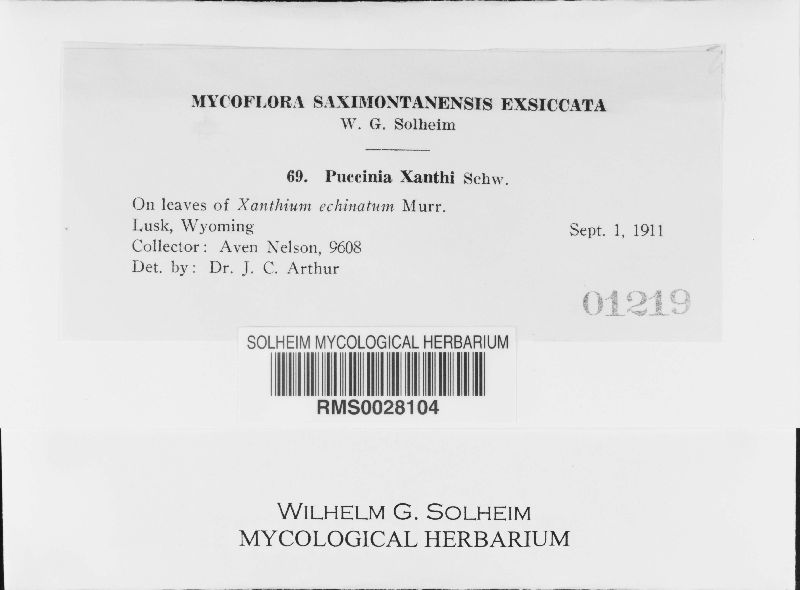 MYCOFLORA SAXIMONTANENSIS EXSICCATA
W. G. Solheim
69. Puccinia Xanthi Schw.
On leaves of Xanthium echinatum Murr.
Lusk, Wyoming
Sept. 1, 1911
Collector: Aven Nelson, 9608
Det. by: Dr. J. C. Arthur
01219
SOLHEIM MYCOLOGICAL HERBARIUM
RMS0028104
WILHELM G. SOLHEIM
MYCOLOGICAL HERBARIUM